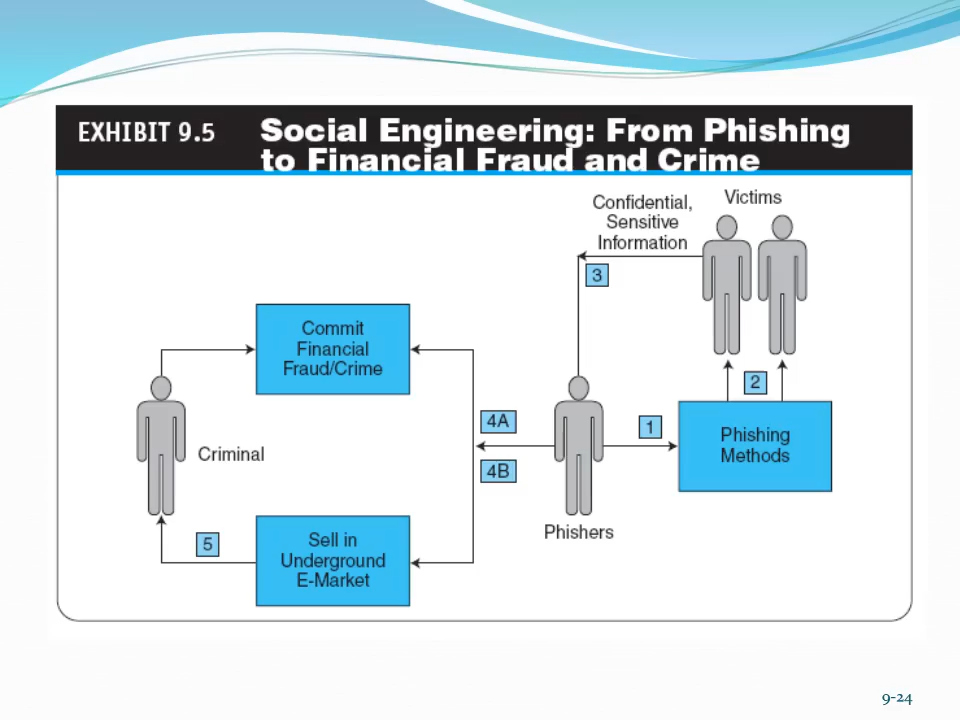 EXHIBIT 9.5
Social Engineering: From Phishing
to Financial Fraud and Crime
Victims
Confidential,
Sensitive
Information
3
Commit
Financial
Fraud/Crime
2
4A
1
Phishing
Methods
Criminal
4B
Phishers
5
Sell in
Underground
E-Market
9-24